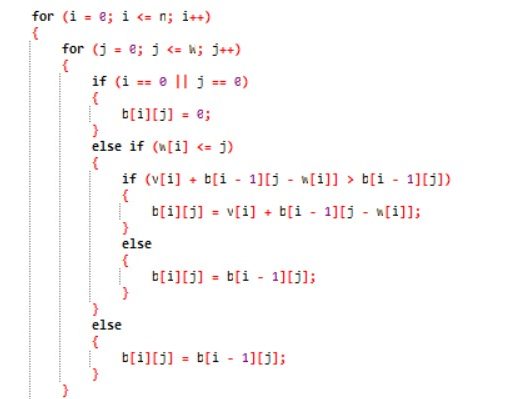 for (i = 0; i <= n; i++)
{
    for (j = 0; j <= W; j++)
    {
        if (i == 0 || j == 0)
        {
            b[i][j] = 0;
        }
        else if (w[i] <= j)
        {
            if (v[i] + b[i - 1][j - w[i]] > b[i - 1][j])
            {
                b[i][j] = v[i] + b[i - 1][j - w[i]];
            }
            else
            {
                b[i][j] = b[i - 1][j];
            }
        }
        else
        {
            b[i][j] = b[i - 1][j];
        }
    }